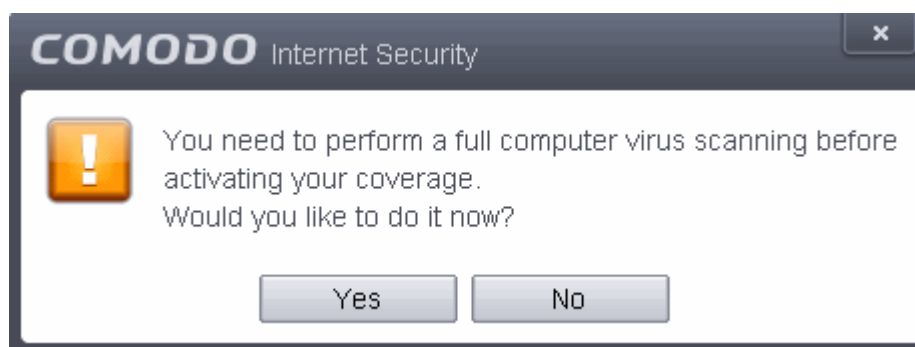 COMODO Internet Security
You need to perform a full computer virus scanning before
activating your coverage.
Would you like to do it now?
Yes No